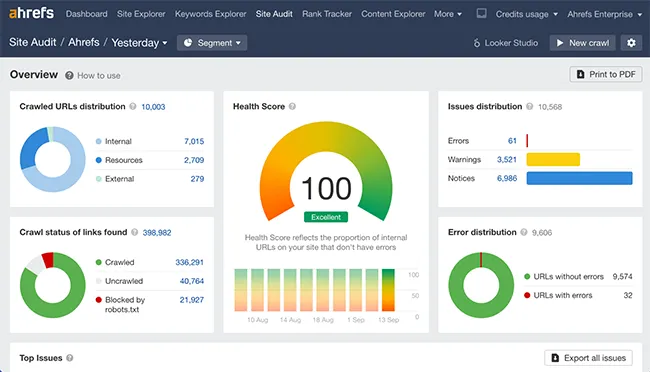 ahrefs Dashboard Site Explorer Keywords Explorer Site Audit Rank Tracker Content Explorer More Credits usage Ahrefs Enterprise
Site Audit / Ahrefs / Yesterday Segment Looker Studio New crawl
Overview ? How to use Print to PDF
Crawled URLs distribution ? 10,003
Internal 7,015
Resources 2,709
External 279
Health Score ?
100
Excellent
Health Score reflects the proportion of internal
URLs on your site that don't have errors
100
50
0
10 Aug 14 Aug 18 Aug 1 Sep 13 Sep
Issues distribution ? 10,568
Errors 61
Warnings 3,521
Notices 6,986
Crawl status of links found ? 398,982
Crawled 336,291
Uncrawled 40,764
Blocked by 21,927
robots.txt
Error distribution ? 9,606
URLs without errors 9,574
URLs with errors 32
Top Issues ? Export all issues